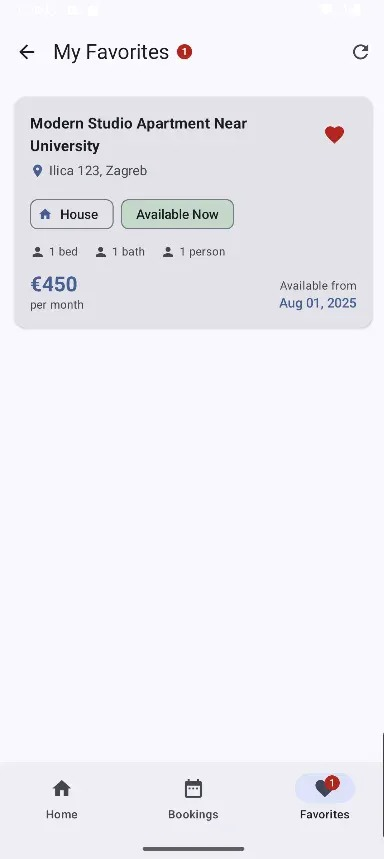 My Favorites 1
Modern Studio Apartment Near
University
Ilica 123, Zagreb
House
Available Now
1 bed
1 bath
1 person
€450
per month
Available from
Aug 01, 2025
1
Home
Bookings
Favorites